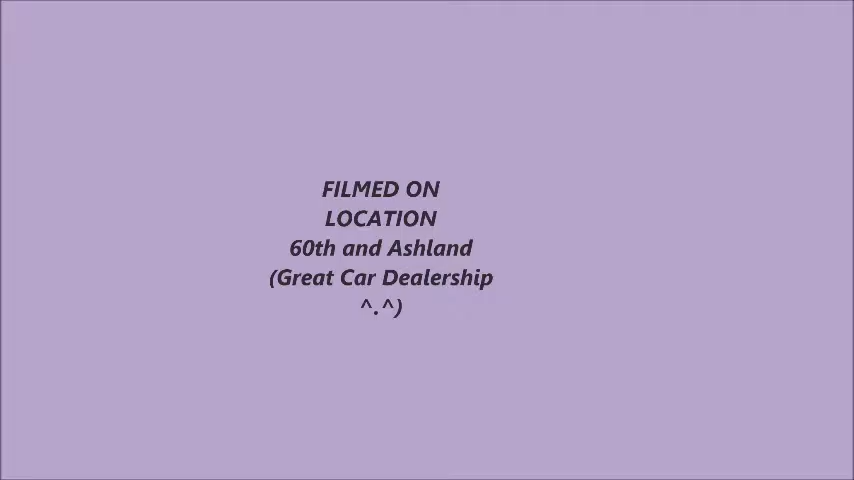 FILMED ON
LOCATION
60th and Ashland
(Great Car Dealership
^.^)